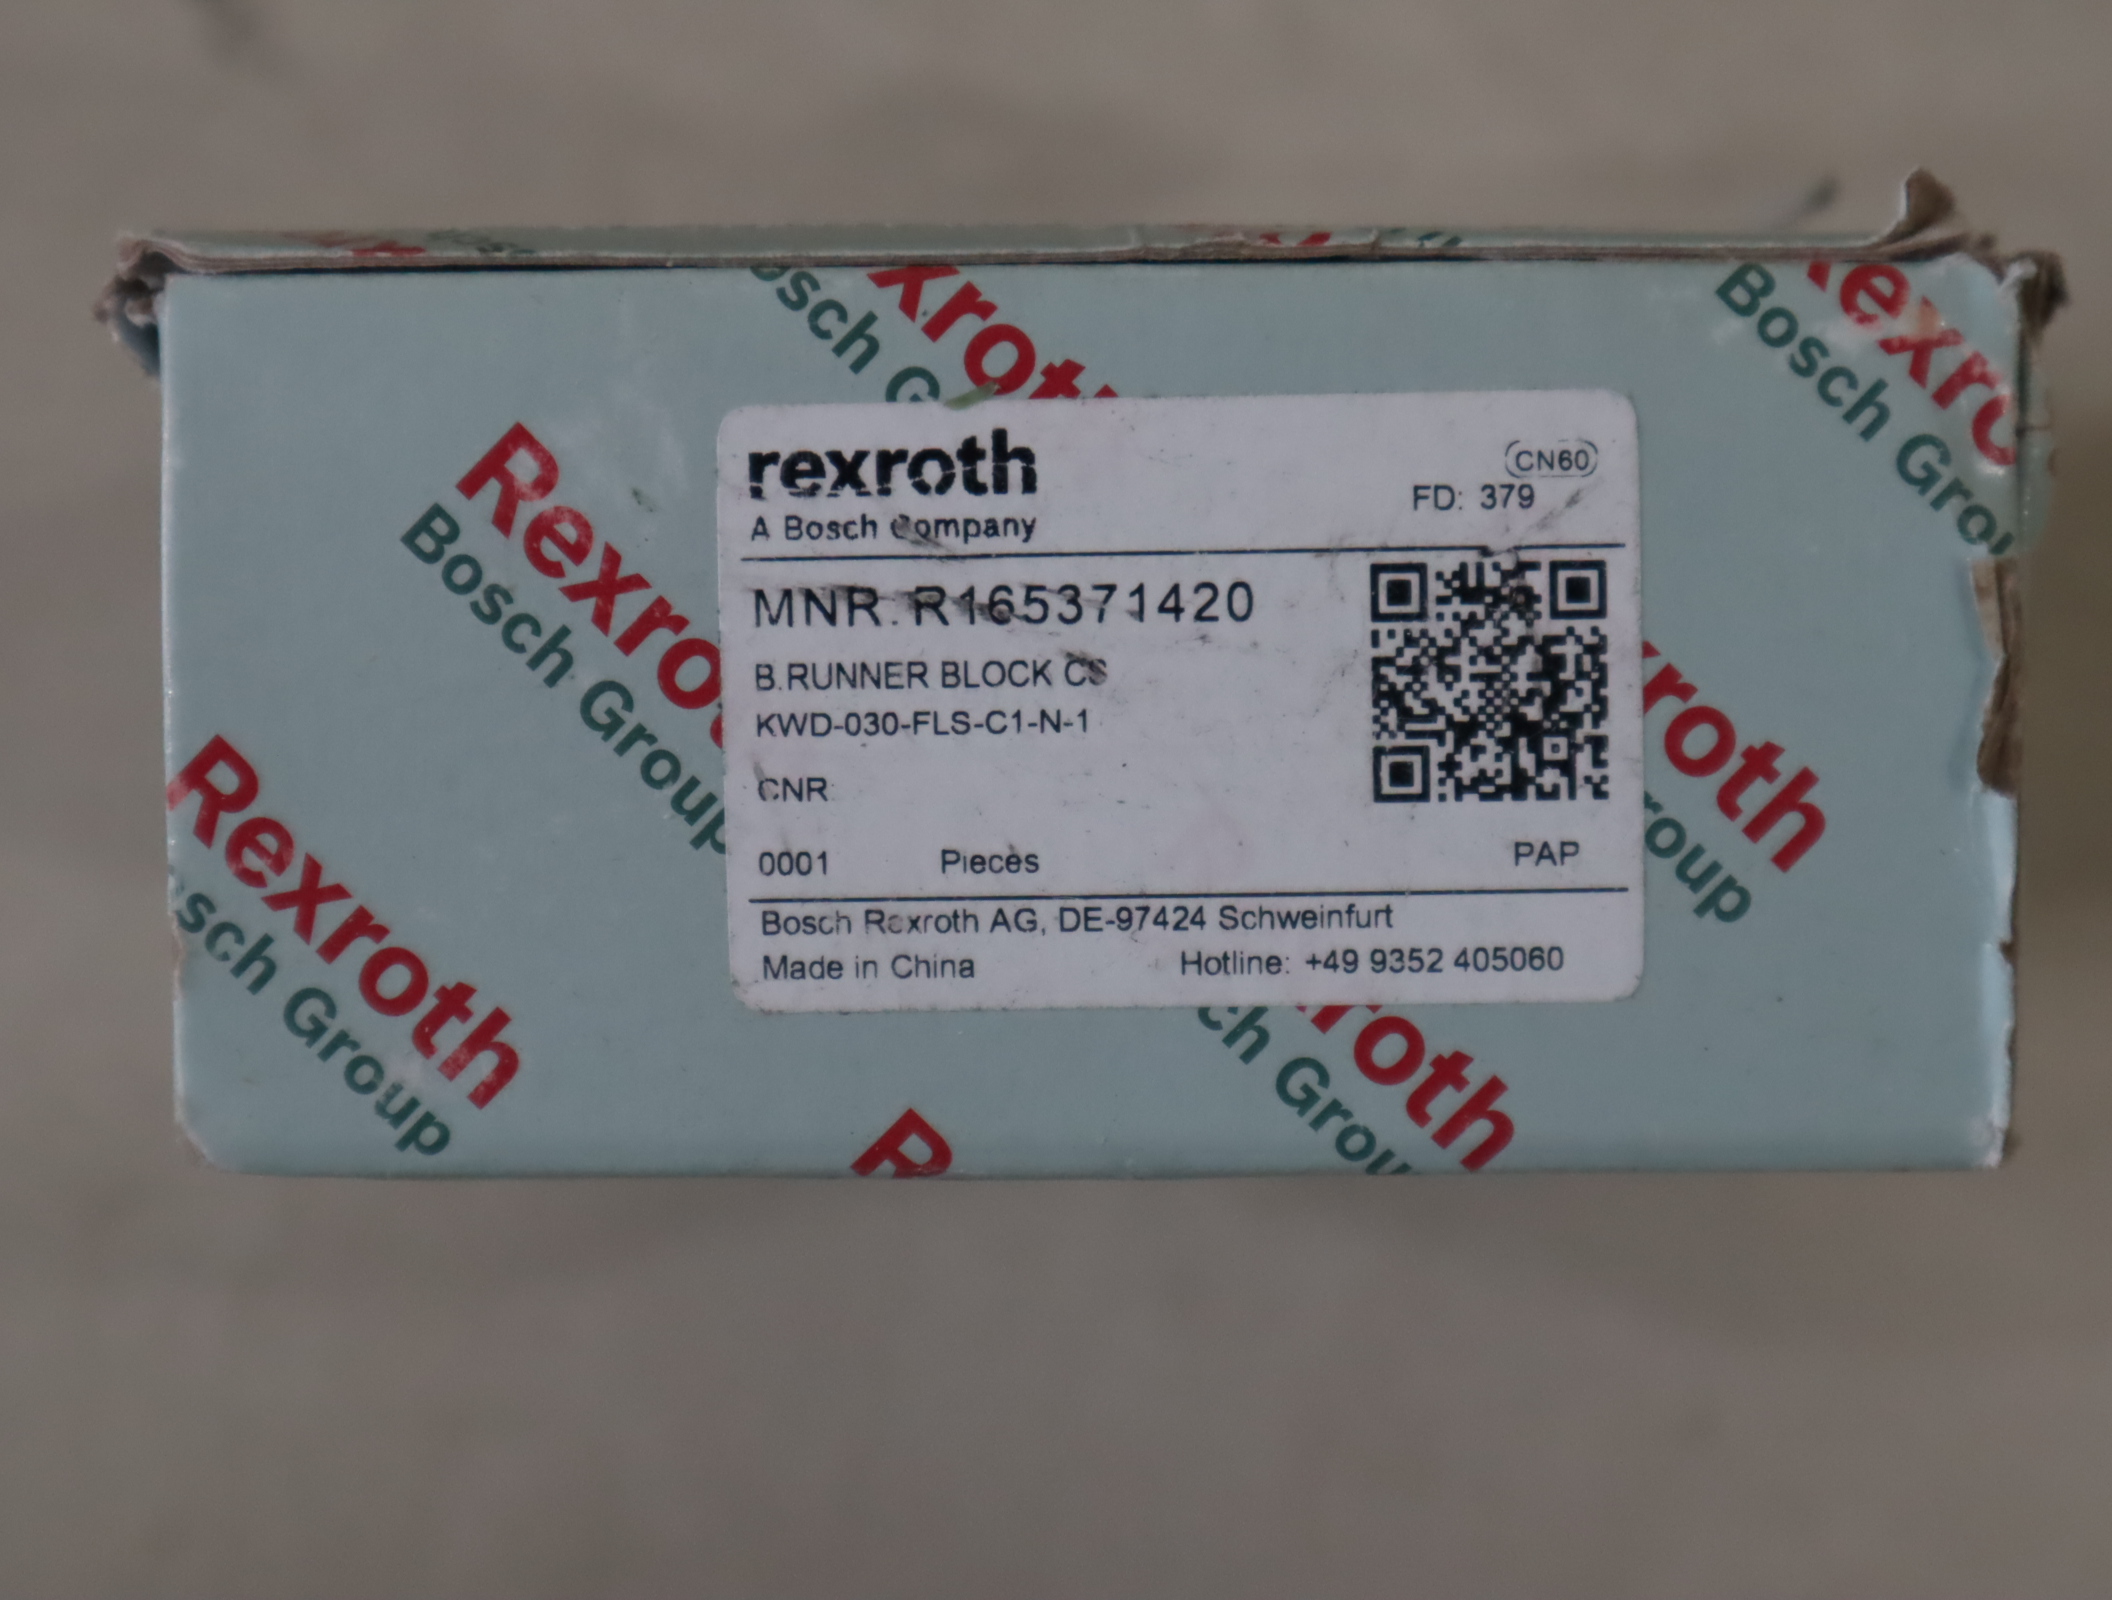 Bosch
Rexroth
Bosch Group
rexroth
A Bosch Company
CN60
FD: 379
MNR: R165371420
B.RUNNER BLOCK CS
KWD-030-FLS-C1-N-1
CNR:
0001 Pieces PAP
Bosch Rexroth AG, DE-97424 Schweinfurt
Made in China Hotline: +49 9352 405060
Rexroth
Bosch Group